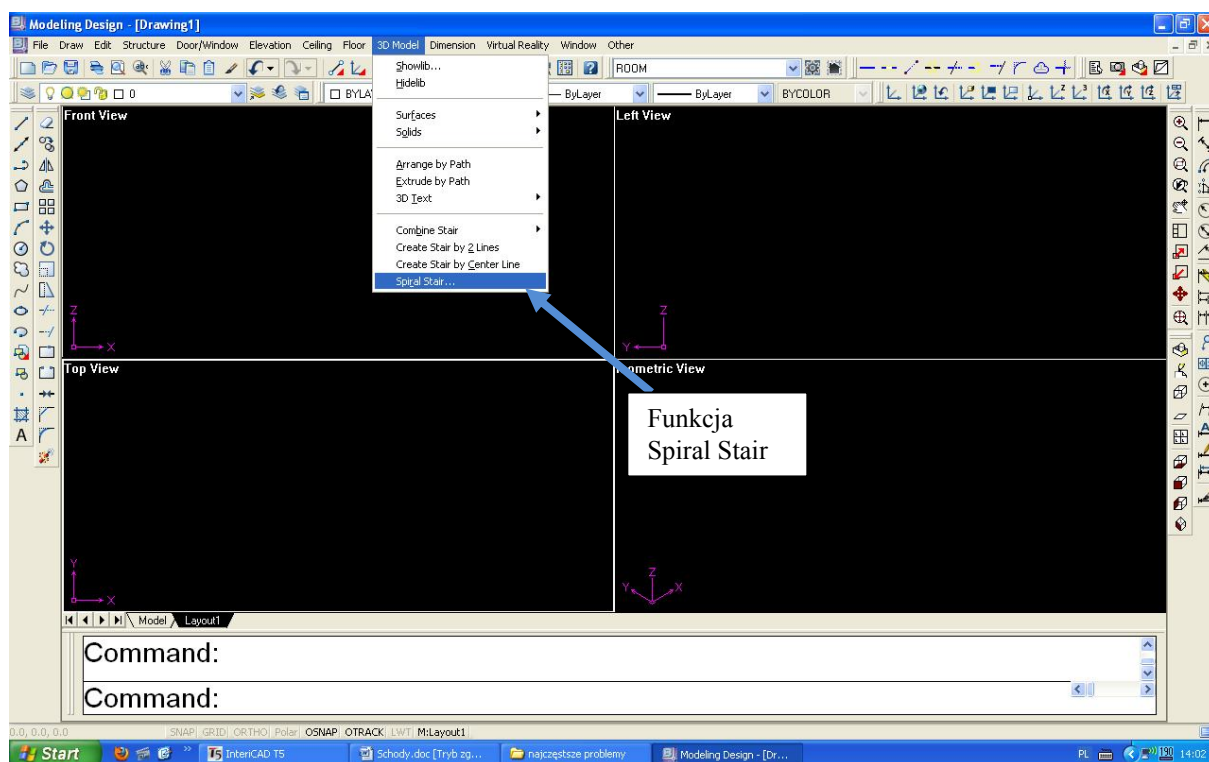 Modeling Design - [Drawing1]
File Draw Edit Structure Door/Window Elevation Ceiling Floor 3D Model Dimension Virtual Reality Window Other
Showlib...
Hidelib
Surfaces
Solids
Arrange by Path
Extrude by Path
3D Text
Combine Stair
Create Stair by 2 Lines
Create Stair by Center Line
Spiral Stair...
ROOM
0
BYLA
ByLayer
ByLayer
BYCOLOR
Front View
Left View
Z
X
Z
Y
Top View
ometric View
Funkcja
Spiral Stair
Y
X
Z
Y
X
A
Model
Layout1
Command:
Command:
0.0, 0.0, 0.0 SNAP GRID ORTHO Polar OSNAP OTRACK LWT M:Layout1
Start
InteriCAD T5
Schody.doc [Tryb zg...
najczęstsze problemy
Modeling Design - [Dr...
PL
14:02